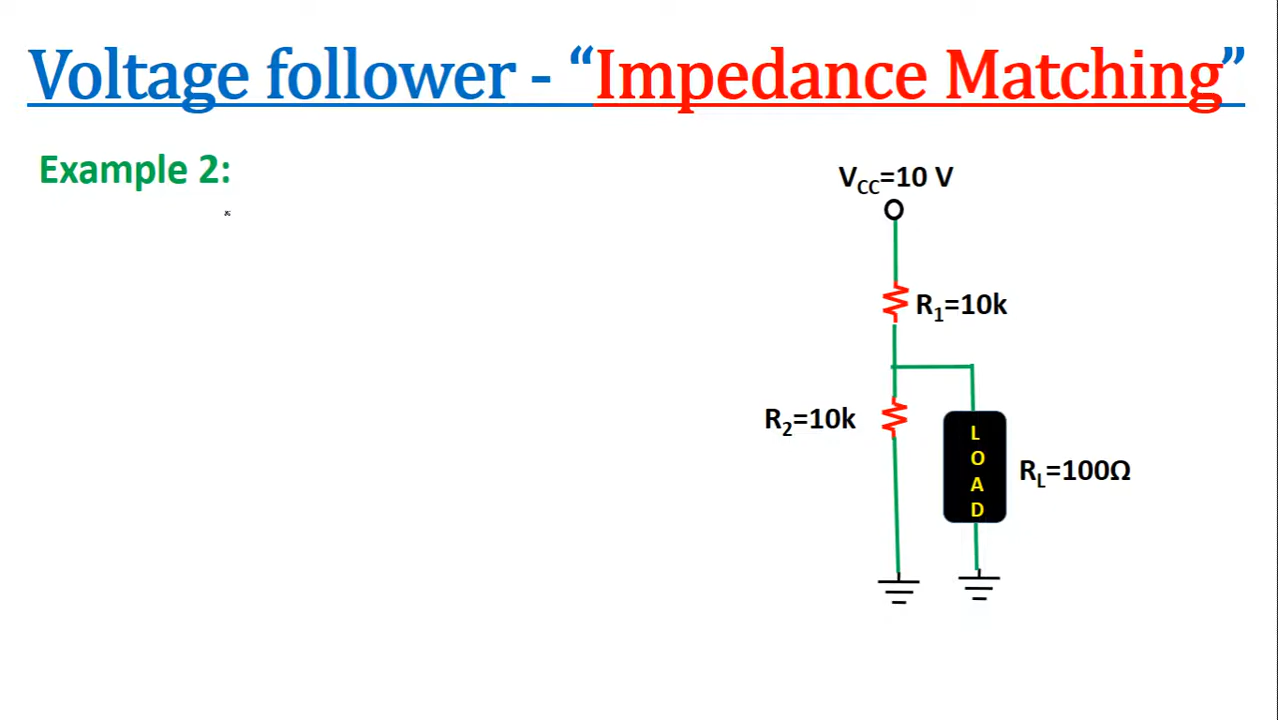 Voltage follower - “Impedance Matching”
Example 2:
VCC=10 V
R1=10k
R2=10k
L
O
A
D
RL=100Ω